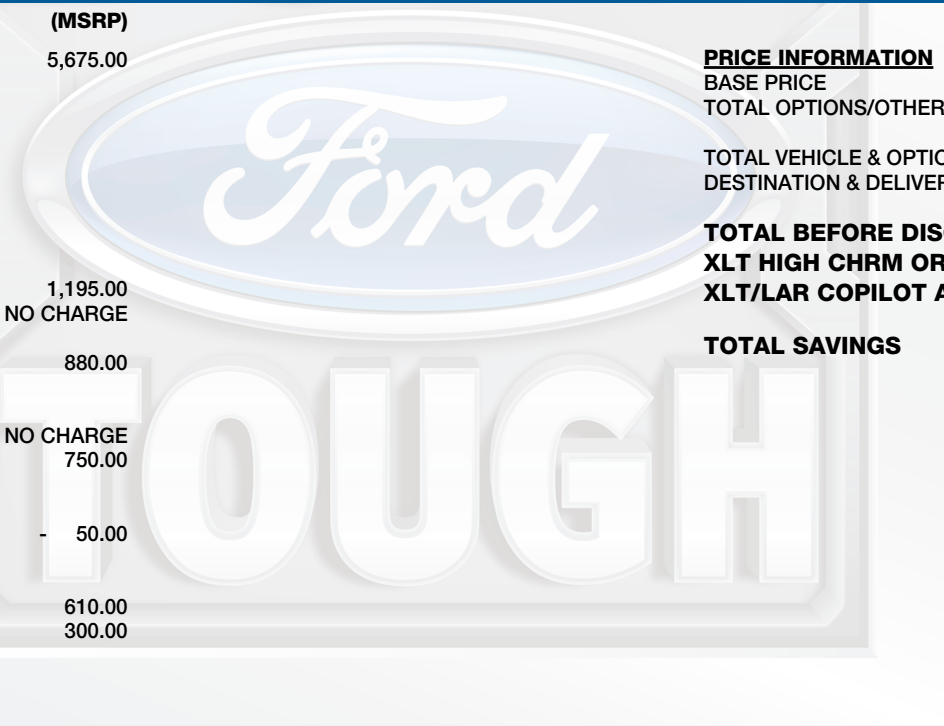 (MSRP)
5,675.00
1,195.00
NO CHARGE
880.00
NO CHARGE
750.00
- 50.00
610.00
300.00
PRICE INFORMATION
BASE PRICE
TOTAL OPTIONS/OTHER
TOTAL VEHICLE & OPTIO
DESTINATION & DELIVER
TOTAL BEFORE DIS
XLT HIGH CHRM OR
XLT/LAR COPILOT A
TOTAL SAVINGS
Ford
TOUGH